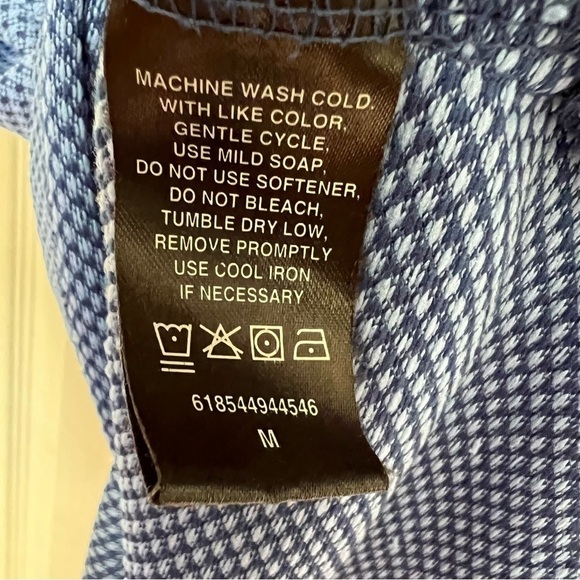 MACHINE WASH COLD.
WITH LIKE COLOR,
GENTLE CYCLE,
USE MILD SOAP,
DO NOT USE SOFTENER,
DO NOT BLEACH,
TUMBLE DRY LOW,
REMOVE PROMPTLY
USE COOL IRON
IF NECESSARY
618544944546
M